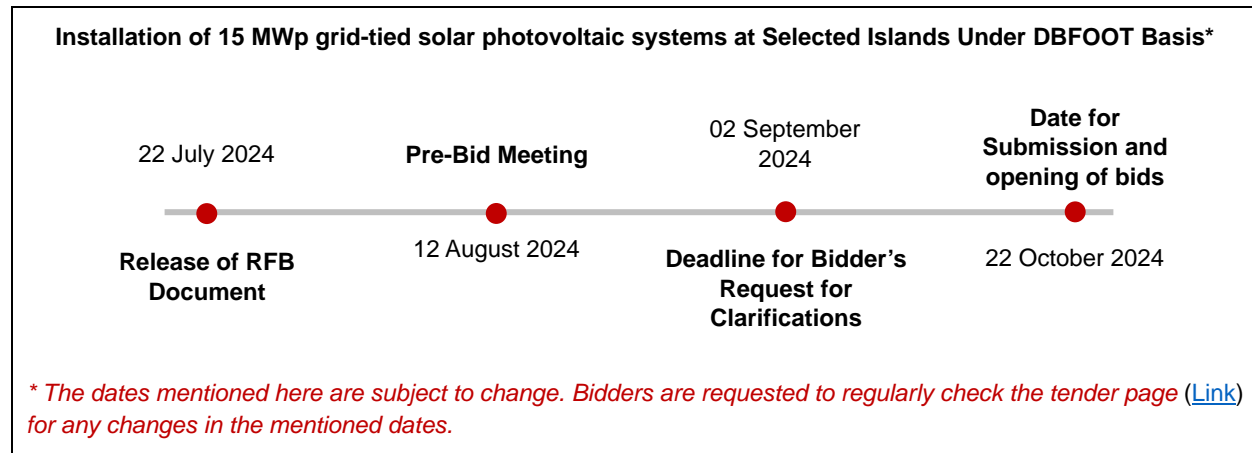 Installation of 15 MWp grid-tied solar photovoltaic systems at Selected Islands Under DBFOOT Basis*
22 July 2024
Release of RFB
Document
Pre-Bid Meeting
12 August 2024
02 September
2024
Deadline for Bidder’s
Request for
Clarifications
Date for
Submission and
opening of bids
22 October 2024
* The dates mentioned here are subject to change. Bidders are requested to regularly check the tender page (Link)
for any changes in the mentioned dates.